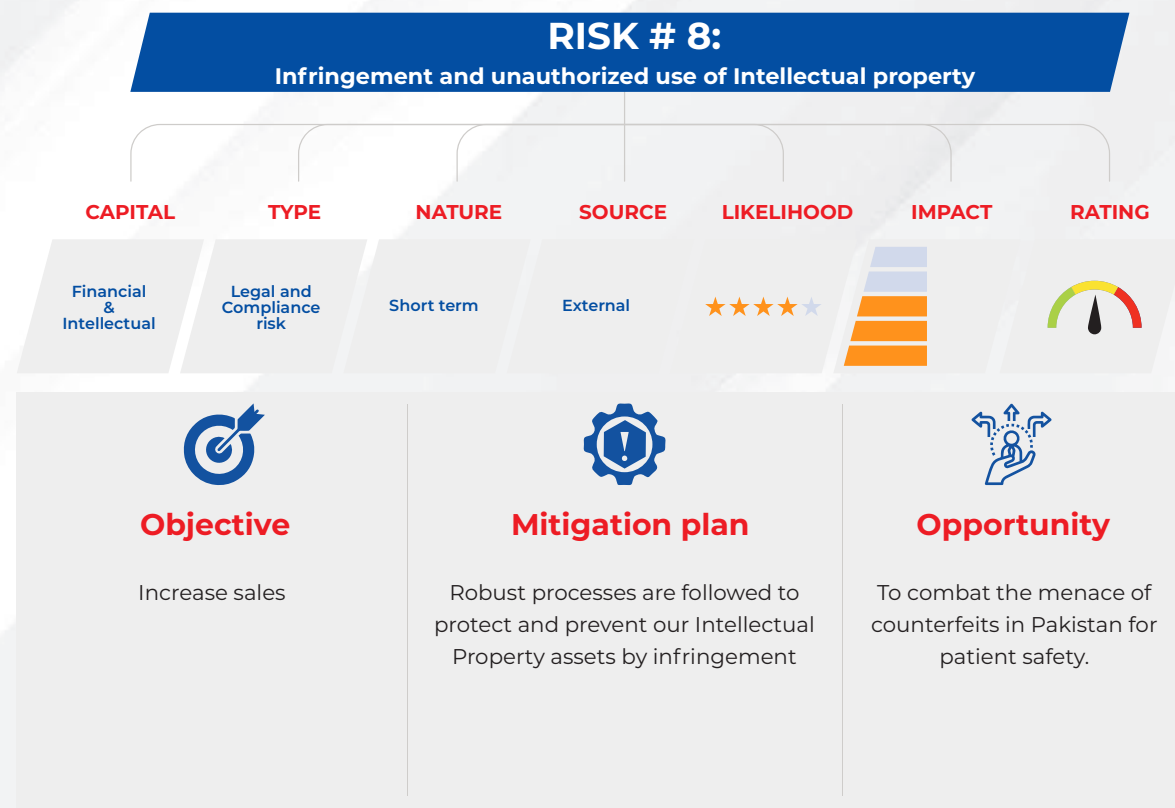 RISK # 8:
Infringement and unauthorized use of Intellectual property
CAPITAL
TYPE
NATURE
SOURCE
LIKELIHOOD
IMPACT
RATING
Financial
&
Intellectual
Legal and
Compliance
risk
Short term
External
Objective
Increase sales
Mitigation plan
Robust processes are followed to
protect and prevent our Intellectual
Property assets by infringement
Opportunity
To combat the menace of
counterfeits in Pakistan for
patient safety.